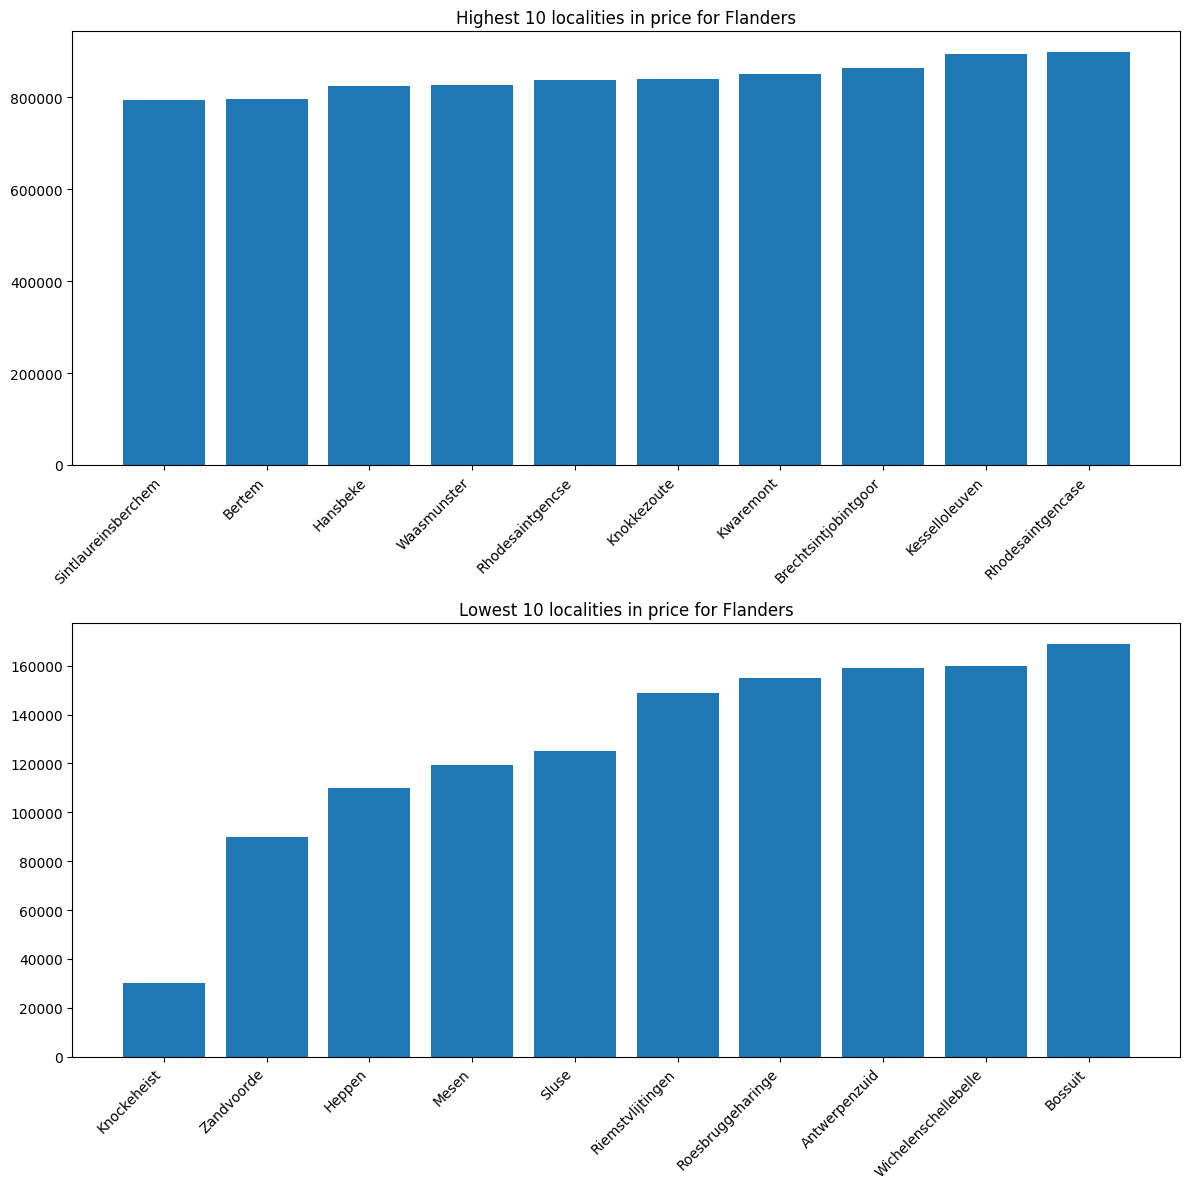 Highest 10 localities in price for Flanders
800000
600000
400000
200000
0
Sintlaureinsberchem
Bertem
Hansbeke
Waasmunster
Rhodesaintgencse
Knokkezoute
Kwaremont
Brechtsintjobintgoor
Kesselloleuven
Rhodesaintgencase
Lowest 10 localities in price for Flanders
160000
140000
120000
100000
80000
60000
40000
20000
0
Knockeheist
Zandvoorde
Heppen
Mesen
Sluse
Riemstvlijtingen
Roesbruggeharinge
Antwerpenzuid
Wichelenschellebelle
Bossuit